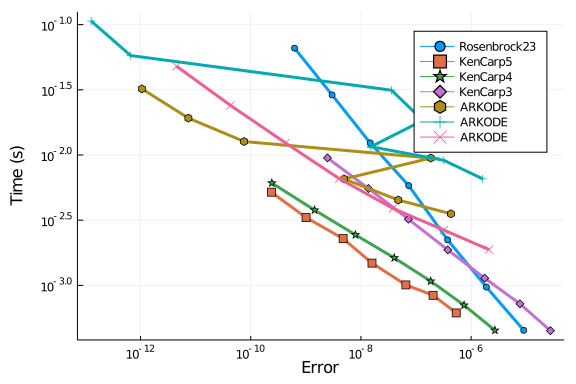 10^-1.0
Rosenbrock23
KenCarp5
KenCarp4
KenCarp3
ARKODE
ARKODE
ARKODE
10^-1.5
10^-2.0
10^-2.5
10^-3.0
Time (s)
10^-12 10^-10 10^-8 10^-6
Error